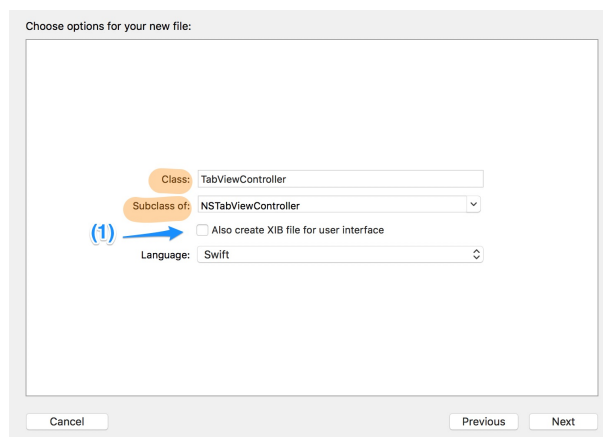 Choose options for your new file:
Class: TabViewController
Subclass of: NSTabViewController
(1) Also create XIB file for user interface
Language: Swift
Cancel Previous Next